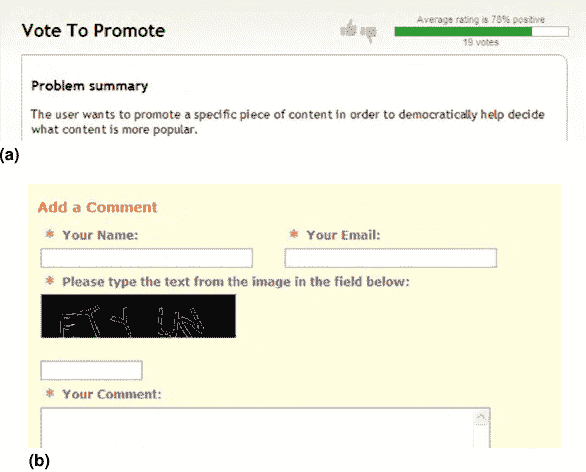 Vote To Promote
Average rating is 78% positive
19 votes
Problem summary
The user wants to promote a specific piece of content in order to democratically help decide
what content is more popular.
(a)
Add a Comment
* Your Name:
* Your Email:
* Please type the text from the image in the field below:
* Your Comment:
(b)